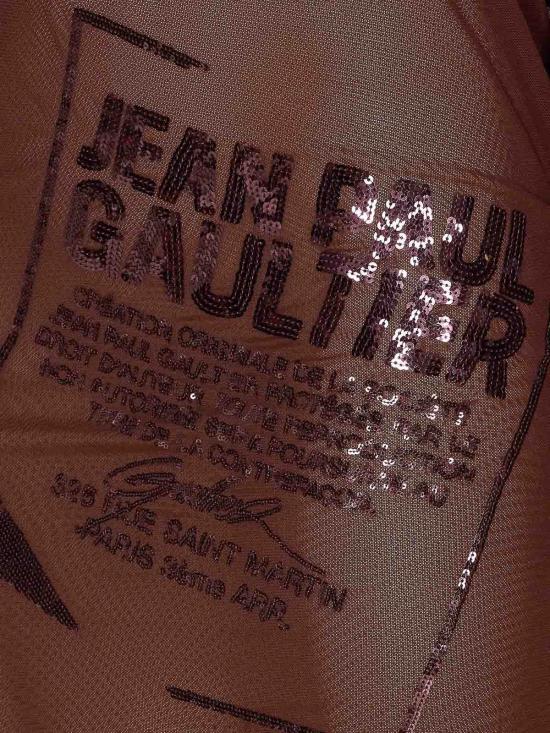 JEAN PAUL
GAULTIER
CRÉATION ORIGINALE DE LA SOCIÉTÉ
JEAN PAUL GAULTIER PROTÉGÉE PAR LE
DROIT D'AUTEUR. TOUTE REPRODUCTION
NON AUTORISÉE SERA POURSUIVIE AU
TITRE DE LA CONTREFAÇON.
Gaultier
325 RUE SAINT MARTIN
PARIS 3ème ARR.